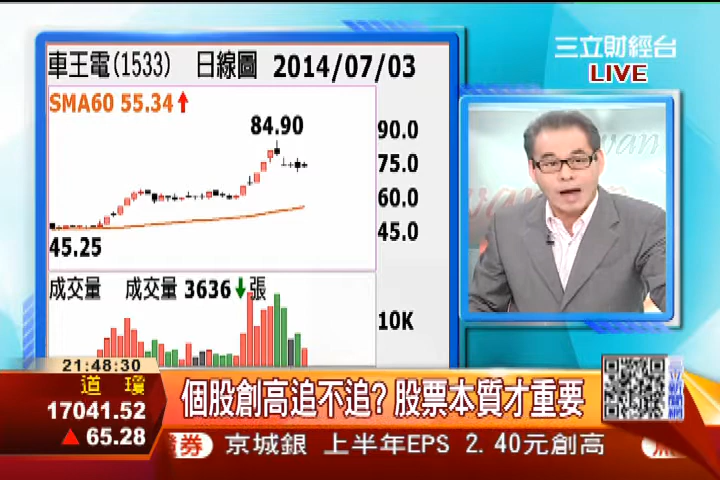 車王電(1533) 日線圖 2014/07/03
SMA60 55.34↑
84.90
90.0
75.0
60.0
45.0
45.25
成交量 成交量 3636↓張
10K
三立財經台
LIVE
21:48:30
道瓊
17041.52
▲ 65.28
個股創高追不追? 股票本質才重要
券 京城銀 上半年EPS 2.40元創高